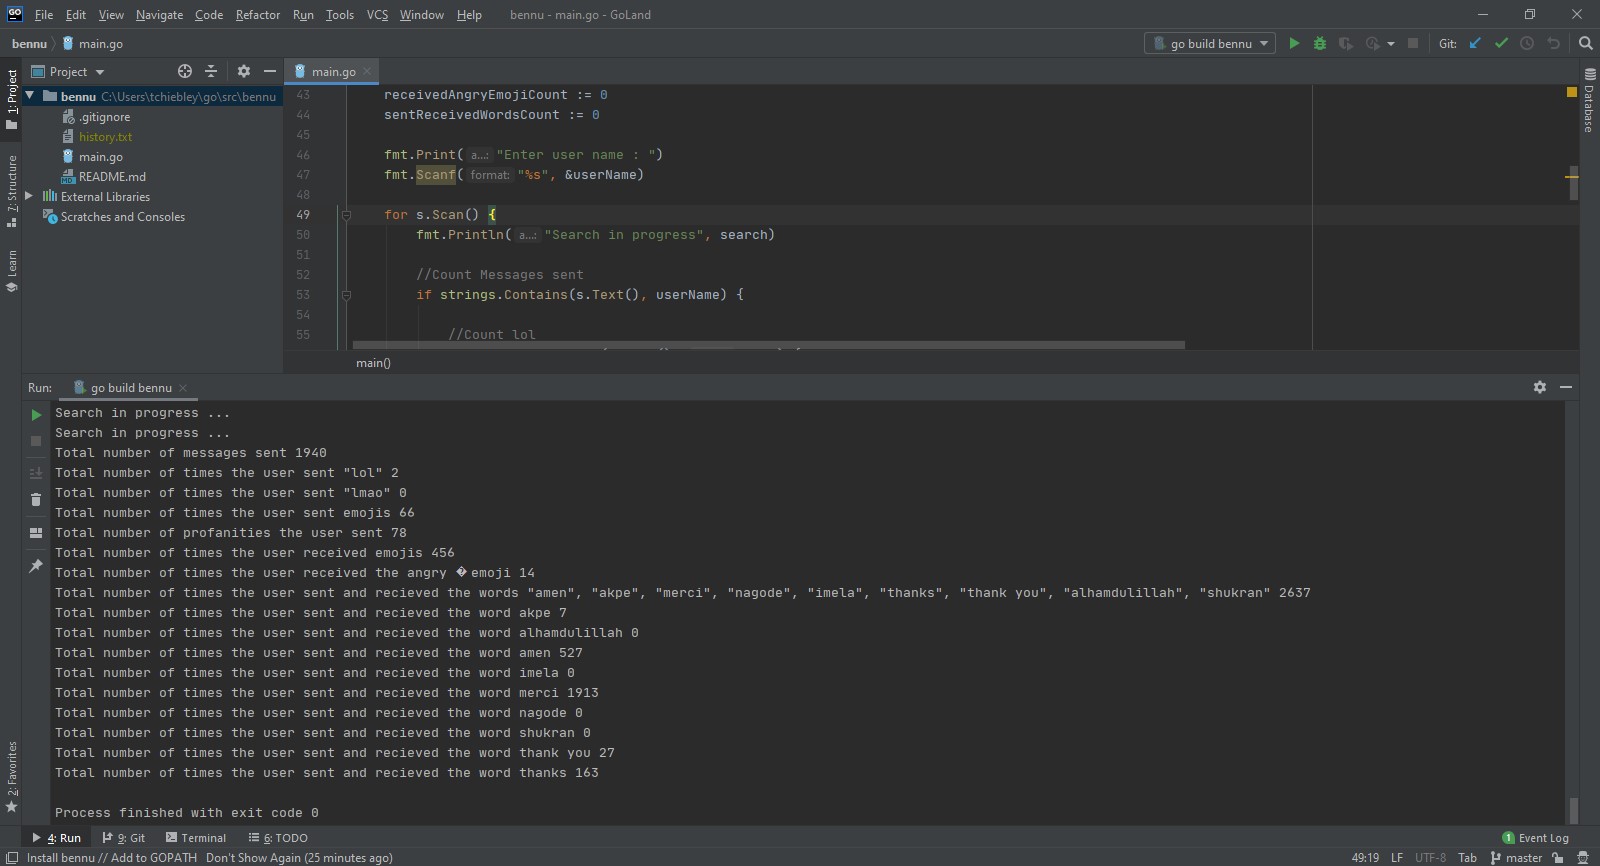 GO File Edit View Navigate Code Refactor Run Tools VCS Window Help bennu - main.go - GoLand
bennu main.go go build bennu Git:
1: Project
Project
main.go
bennu C:\Users\tchiebley\go\src\bennu
.gitignore
history.txt
main.go
README.md
External Libraries
Scratches and Consoles
7: Structure
Learn
2: Favorites
Database
43 receivedAngryEmojiCount := 0
44 sentReceivedWordsCount := 0
45
46 fmt.Print( a...: "Enter user name : ")
47 fmt.Scanf( format: "%s", &userName)
48
49 for s.Scan() {
50 fmt.Println( a...: "Search in progress", search)
51
52 //Count Messages sent
53 if strings.Contains(s.Text(), userName) {
54
55 //Count lol
main()
Run: go build bennu
Search in progress ...
Search in progress ...
Total number of messages sent 1940
Total number of times the user sent "lol" 2
Total number of times the user sent "lmao" 0
Total number of times the user sent emojis 66
Total number of profanities the user sent 78
Total number of times the user received emojis 456
Total number of times the user received the angry �emoji 14
Total number of times the user sent and recieved the words "amen", "akpe", "merci", "nagode", "imela", "thanks", "thank you", "alhamdulillah", "shukran" 2637
Total number of times the user sent and recieved the word akpe 7
Total number of times the user sent and recieved the word alhamdulillah 0
Total number of times the user sent and recieved the word amen 527
Total number of times the user sent and recieved the word imela 0
Total number of times the user sent and recieved the word merci 1913
Total number of times the user sent and recieved the word nagode 0
Total number of times the user sent and recieved the word shukran 0
Total number of times the user sent and recieved the word thank you 27
Total number of times the user sent and recieved the word thanks 163
Process finished with exit code 0
4: Run 9: Git Terminal 6: TODO 1 Event Log
Install bennu // Add to GOPATH Don't Show Again (25 minutes ago) 49:19 LF UTF-8 Tab master